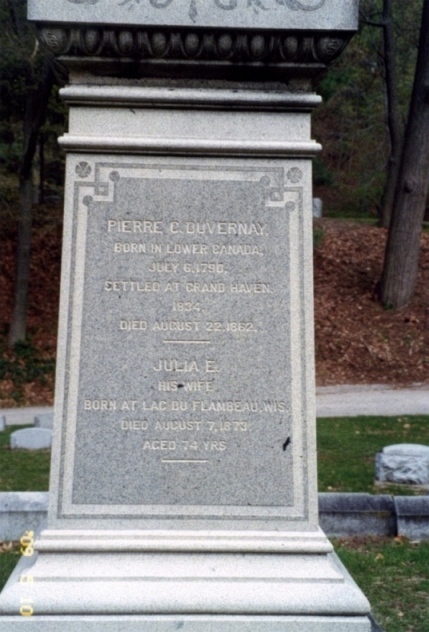 PIERRE C. DUVERNAY,
BORN IN LOWER CANADA,
JULY 6, 1796.
SETTLED AT GRAND HAVEN,
1834.
DIED AUGUST 22, 1862.
JULIA E.
HIS WIFE
BORN AT LAC DU FLAMBEAU, WIS.
DIED AUGUST 7, 1873.
AGED 74 YRS